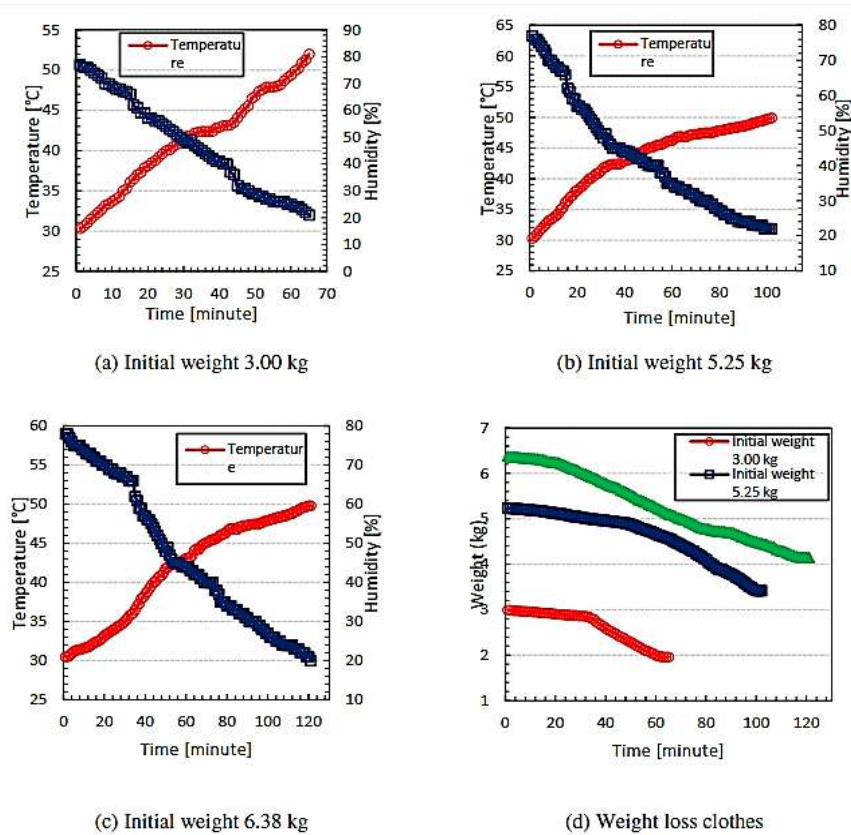 55
50
45
40
35
30
25
Temperature [°C]
Temperatu
re
90
80
70
60
50
40
30
20
10
0
Humidity [%]
0 10 20 30 40 50 60 70
Time [minute]
(a) Initial weight 3.00 kg
65
60
55
50
45
40
35
30
25
Temperature [°C]
Temperatu
re
80
70
60
50
40
30
20
10
Humidity [%]
0 20 40 60 80 100 120
Time [minute]
(b) Initial weight 5.25 kg
60
55
50
45
40
35
30
25
Temperature [°C]
Temperatur
e
80
70
60
50
40
30
20
10
Humidity [%]
0 20 40 60 80 100 120
Time [minute]
(c) Initial weight 6.38 kg
7
6
5
4
3
2
1
Weight (kg)
Initial weight
3.00 kg
Initial weight
5.25 kg
0 20 40 60 80 100 120
Time [minute]
(d) Weight loss clothes